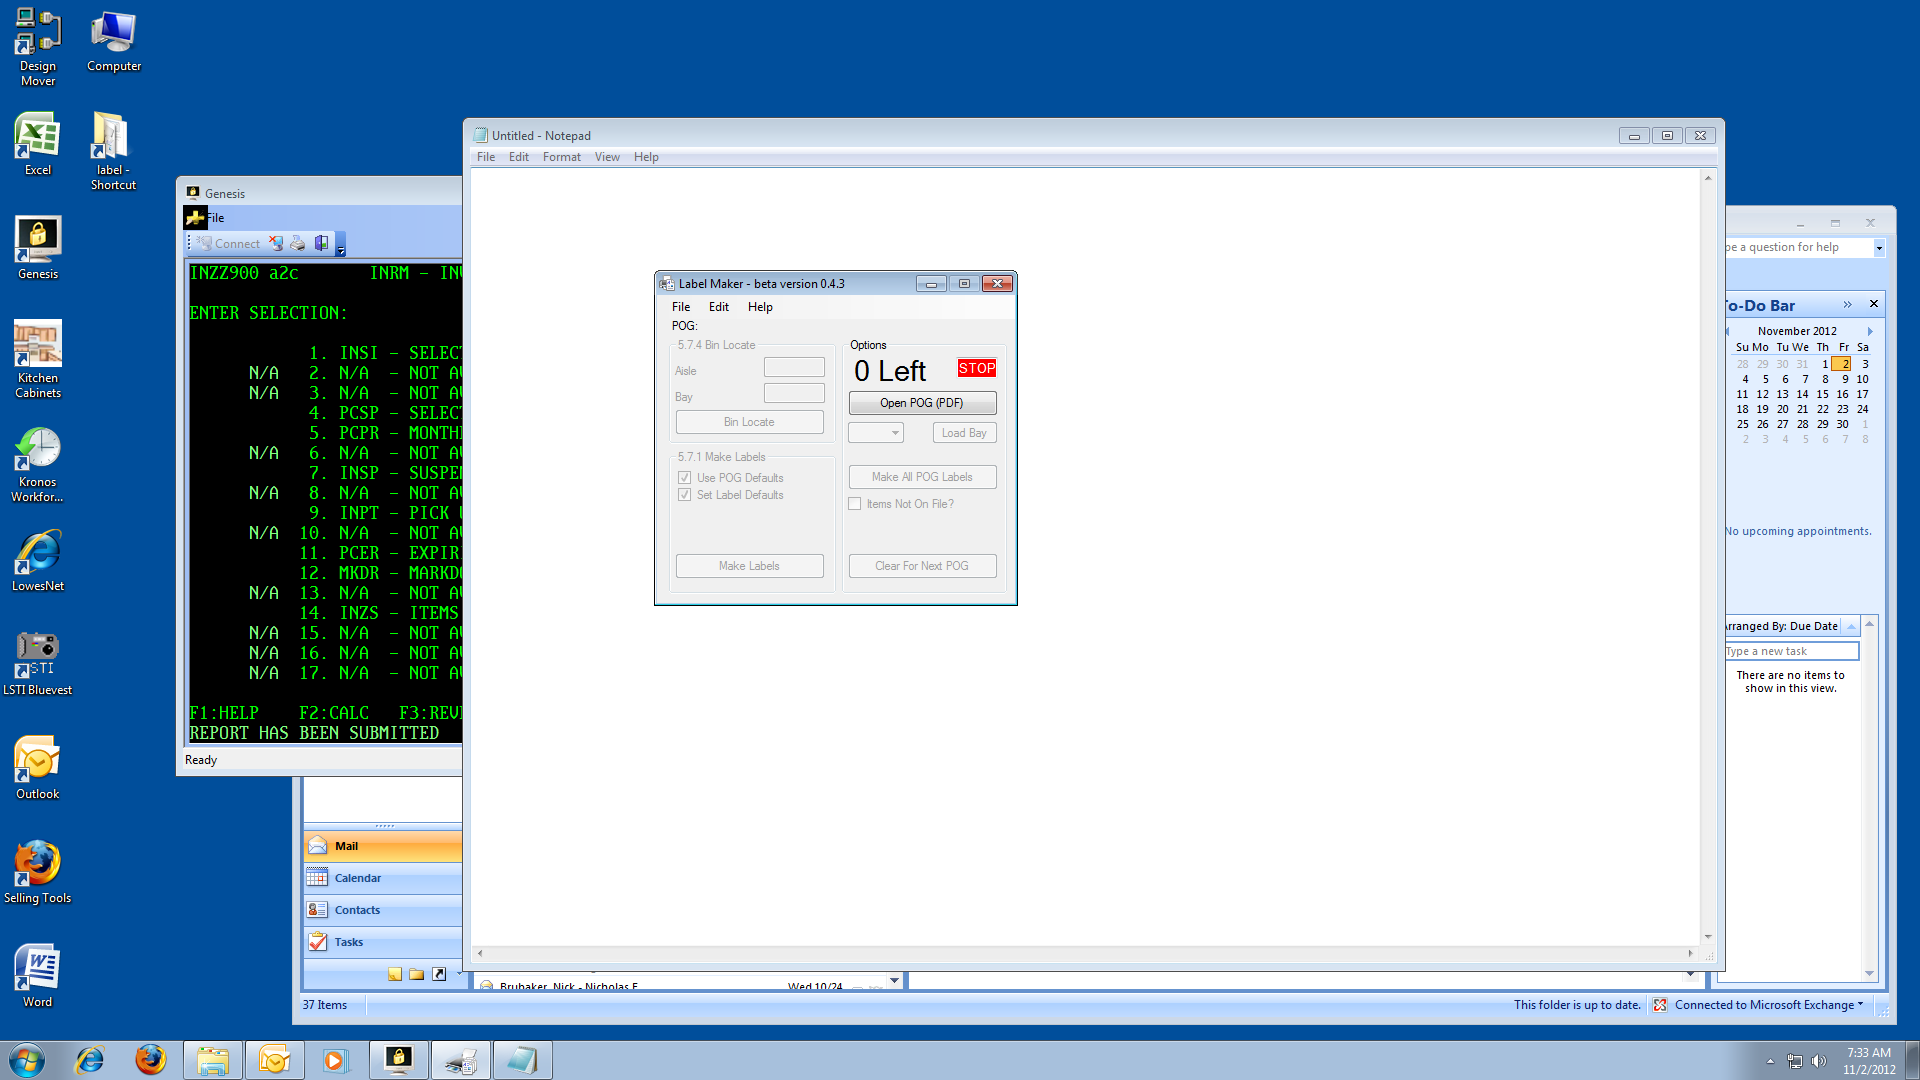 Design
Mover
Computer
Excel
label -
Shortcut
Genesis
Kitchen
Cabinets
Kronos
Workfor...
LowesNet
STI
LSTI Bluevest
Outlook
Selling Tools
Word
Genesis
File
Connect
INZZ900 a2c INRM - IN
ENTER SELECTION:
1. INSI - SELECT
N/A 2. N/A - NOT A
N/A 3. N/A - NOT A
4. PCSP - SELECT
5. PCPR - MONTH
N/A 6. N/A - NOT A
7. INSP - SUSPEN
N/A 8. N/A - NOT A
9. INPT - PICK
N/A 10. N/A - NOT A
11. PCER - EXPIR
12. MKDR - MARKD
N/A 13. N/A - NOT A
14. INZS - ITEMS
N/A 15. N/A - NOT A
N/A 16. N/A - NOT A
N/A 17. N/A - NOT A
F1:HELP F2:CALC F3:REV
REPORT HAS BEEN SUBMITTED
Ready
Untitled - Notepad
File Edit Format View Help
Label Maker - beta version 0.4.3
File Edit Help
POG:
5.7.4 Bin Locate
Aisle
Bay
Bin Locate
5.7.1 Make Labels
Use POG Defaults
Set Label Defaults
Make Labels
Options
0 Left STOP
Open POG (PDF)
Load Bay
Make All POG Labels
Items Not On File?
Clear For Next POG
pe a question for help
To-Do Bar
November 2012
Su Mo Tu We Th Fr Sa
28 29 30 31 1 2 3
4 5 6 7 8 9 10
11 12 13 14 15 16 17
18 19 20 21 22 23 24
25 26 27 28 29 30 1
2 3 4 5 6 7 8
No upcoming appointments.
Arranged By: Due Date
Type a new task
There are no items to
show in this view.
Mail
Calendar
Contacts
Tasks
Brubaker, Nick - Nicholas F Wed 10/24
37 Items
This folder is up to date. Connected to Microsoft Exchange
7:33 AM
11/2/2012